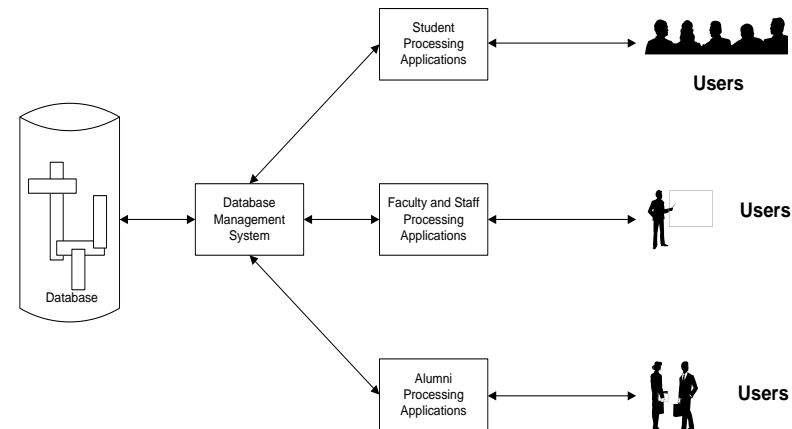 Student
Processing
Applications
Users
Database
Database
Management
System
Faculty and Staff
Processing
Applications
Users
Alumni
Processing
Applications
Users